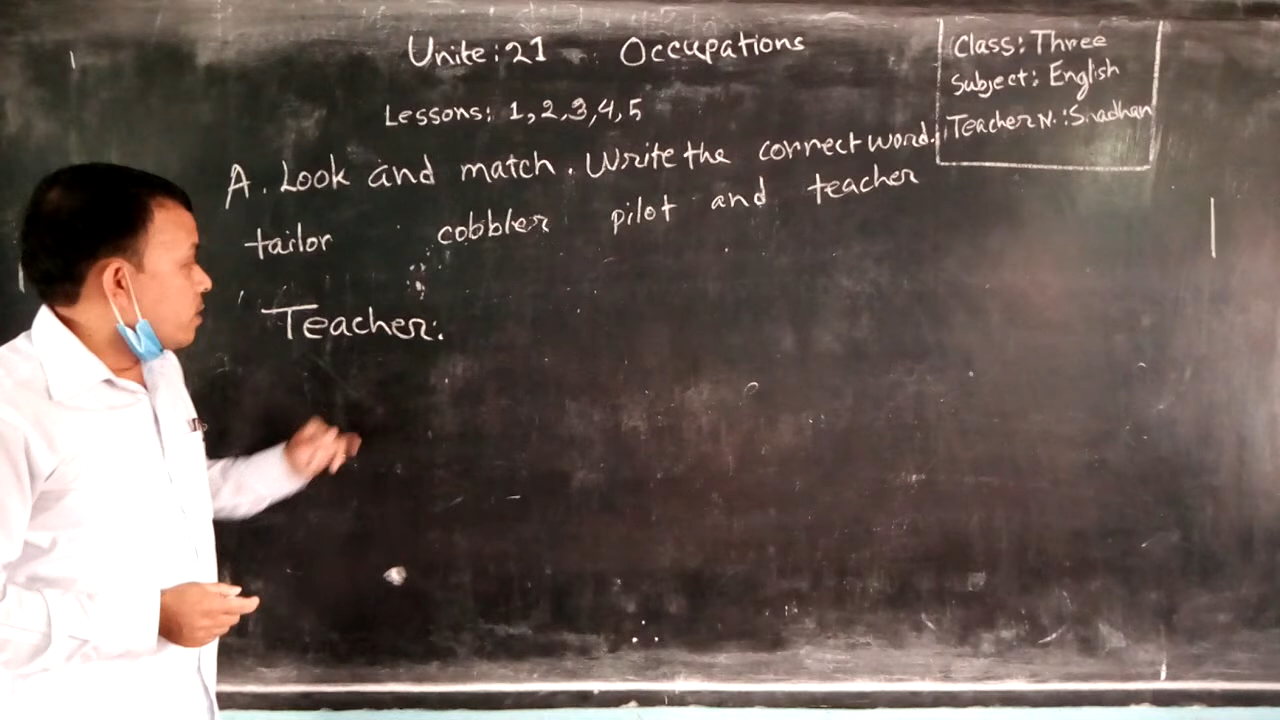 Unite: 21 Occupations
Class: Three
Subject: English
Teacher N.: Snadhan
Lessons: 1, 2, 3, 4, 5
A. Look and match. Write the correct word.
tailor cobbler pilot and teacher
Teacher: